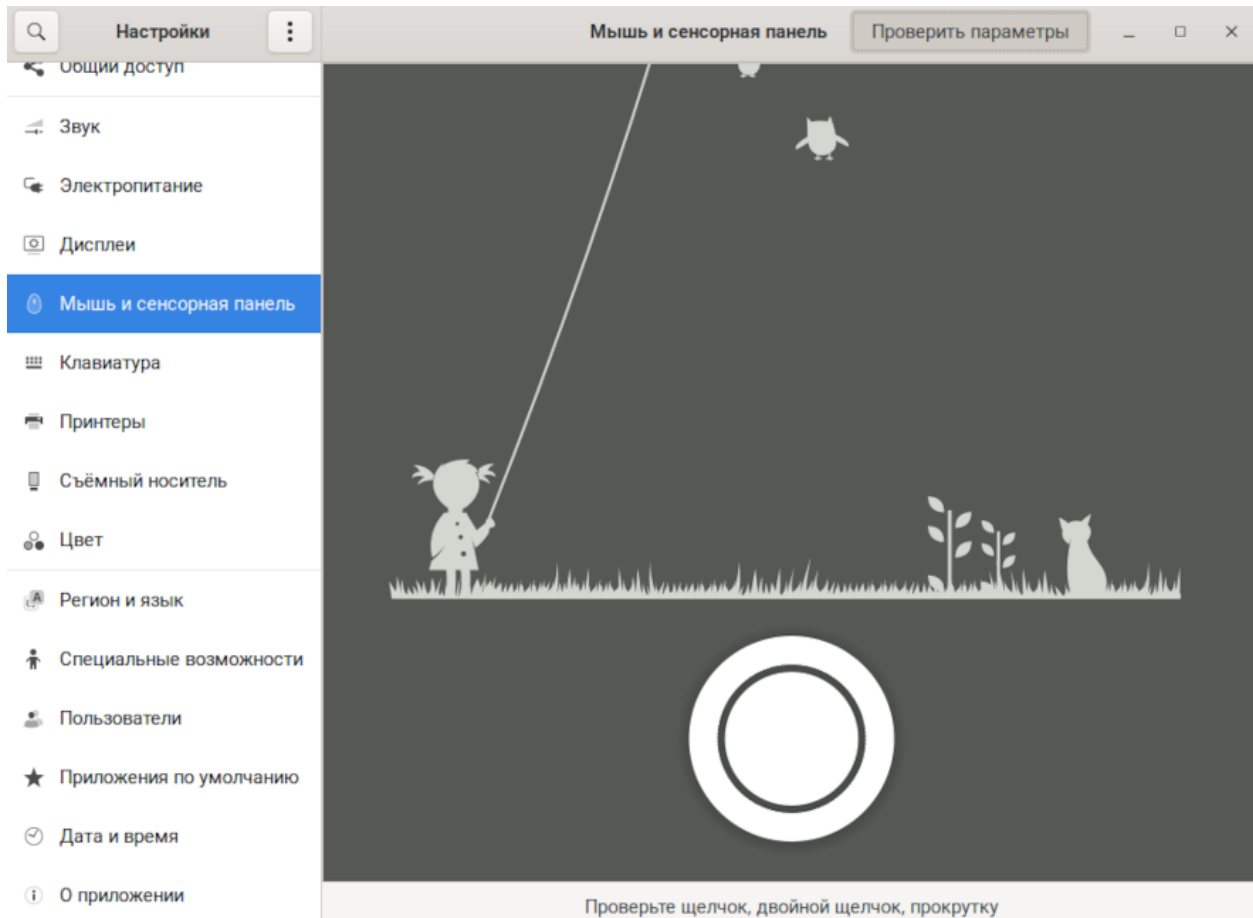 Настройки
Мышь и сенсорная панель
Проверить параметры
Общий доступ
Звук
Электропитание
Дисплеи
Мышь и сенсорная панель
Клавиатура
Принтеры
Съёмный носитель
Цвет
Регион и язык
Специальные возможности
Пользователи
Приложения по умолчанию
Дата и время
О приложении
Проверьте щелчок, двойной щелчок, прокрутку